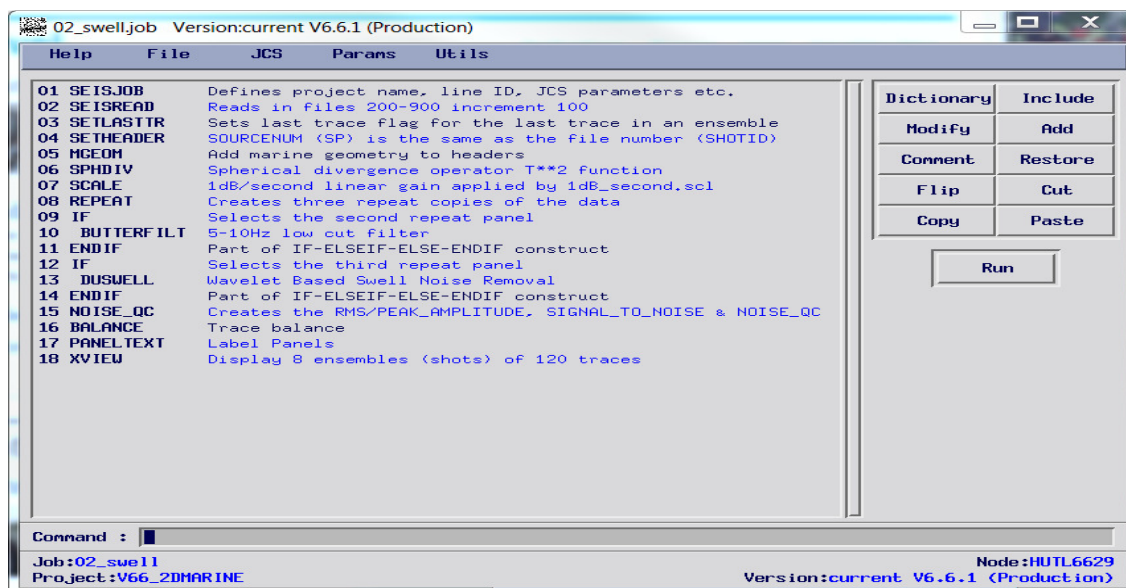 02_swell.job Version:current V6.6.1 (Production)
Help File JCS Params Utils
01 SEISJOB Defines project name, line ID, JCS parameters etc.
02 SEISREAD Reads in files 200-900 increment 100
03 SETLASTTR Sets last trace flag for the last trace in an ensemble
04 SETHEADER SOURCENUM (SP) is the same as the file number (SHOTID)
05 MGEOM Add marine geometry to headers
06 SPHDIV Spherical divergence operator T**2 function
07 SCALE 1dB/second linear gain applied by 1dB_second.scl
08 REPEAT Creates three repeat copies of the data
09 IF Selects the second repeat panel
10 BUTTERFILT 5-10Hz low cut filter
11 ENDIF Part of IF-ELSEIF-ELSE-ENDIF construct
12 IF Selects the third repeat panel
13 DUSWELL Wavelet Based Swell Noise Removal
14 ENDIF Part of IF-ELSEIF-ELSE-ENDIF construct
15 NOISE_QC Creates the RMS/PEAK_AMPLITUDE, SIGNAL_TO_NOISE & NOISE_QC
16 BALANCE Trace balance
17 PANELTEXT Label Panels
18 XVIEW Display 8 ensembles (shots) of 120 traces
Dictionary Include
Modify Add
Comment Restore
Flip Cut
Copy Paste
Run
Command :
Job:02_swell Node:HUTL6629
Project:V66_2DMARINE Version:current V6.6.1 (Production)